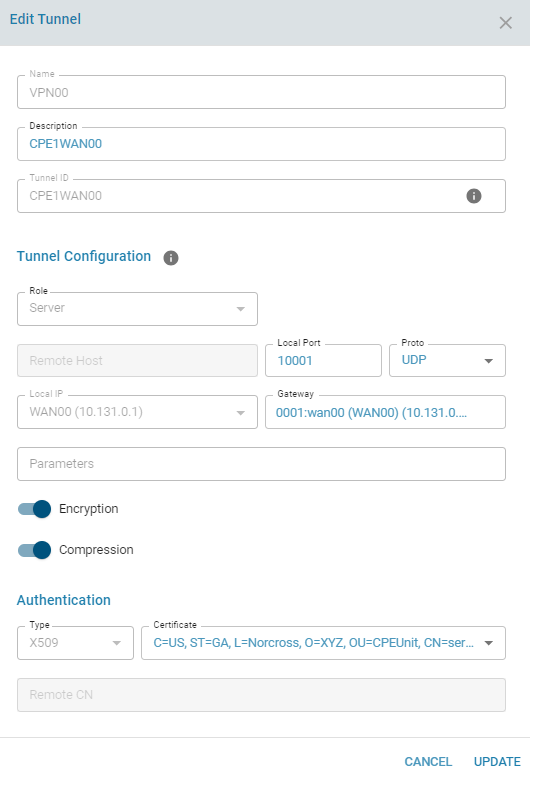 Edit Tunnel
Name
VPN00
Description
CPE1WAN00
Tunnel ID
CPE1WAN00
Tunnel Configuration
Role
Server
Remote Host
Local Port
10001
Proto
UDP
Local IP
WAN00 (10.131.0.1)
Gateway
0001:wan00 (WAN00) (10.131.0....
Parameters
Encryption
Compression
Authentication
Type
X509
Certificate
C=US, ST=GA, L=Norcross, O=XYZ, OU=CPEUnit, CN=ser...
Remote CN
CANCEL UPDATE